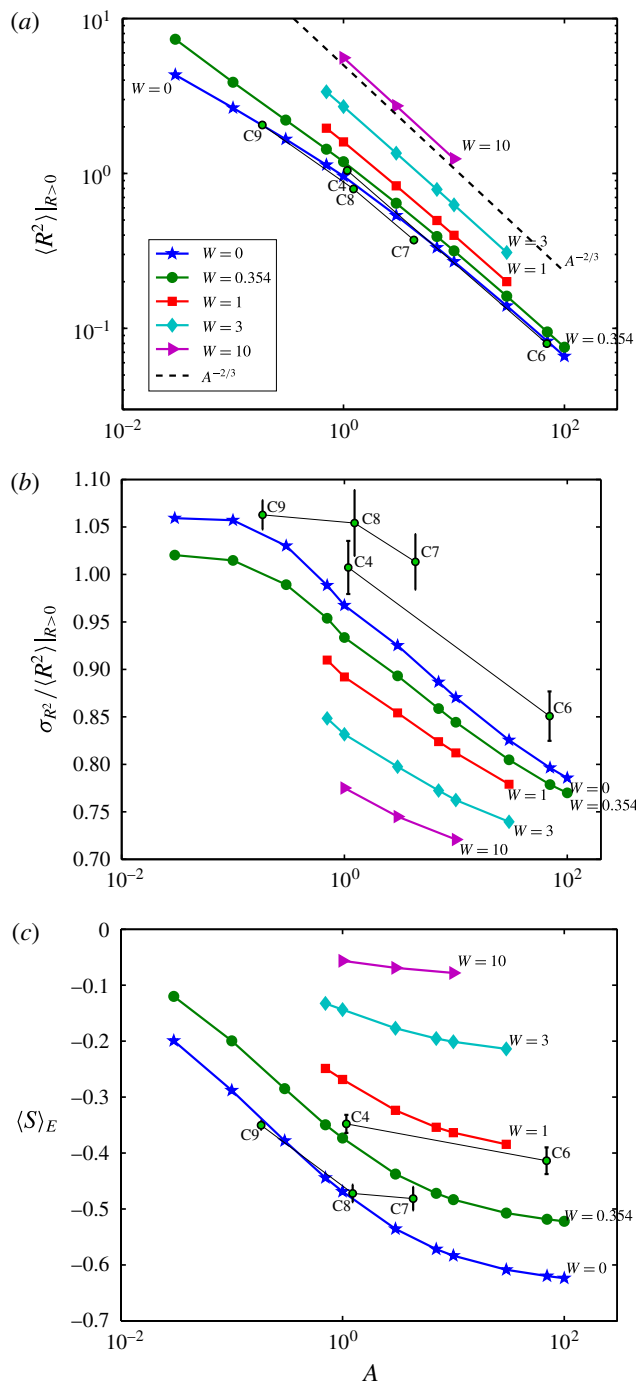 (a)
10^1
10^0
10^{-1}
⟨R^2⟩|_{R>0}
W = 0
C9
C4
C8
C7
C6
W = 10
W = 3
W = 1
A^{-2/3}
W = 0.354
W = 0
W = 0.354
W = 1
W = 3
W = 10
A^{-2/3}
10^{-2}
10^0
10^2
(b)
1.10
1.05
1.00
0.95
0.90
0.85
0.80
0.75
0.70
σ_{R^2}/⟨R^2⟩|_{R>0}
C9
C8
C7
C4
C6
W = 0
W = 0.354
W = 1
W = 3
W = 10
10^{-2}
10^0
10^2
(c)
0
−0.1
−0.2
−0.3
−0.4
−0.5
−0.6
−0.7
⟨S⟩_E
W = 10
W = 3
W = 1
C4
C6
C9
C8
C7
W = 0.354
W = 0
10^{-2}
10^0
10^2
A